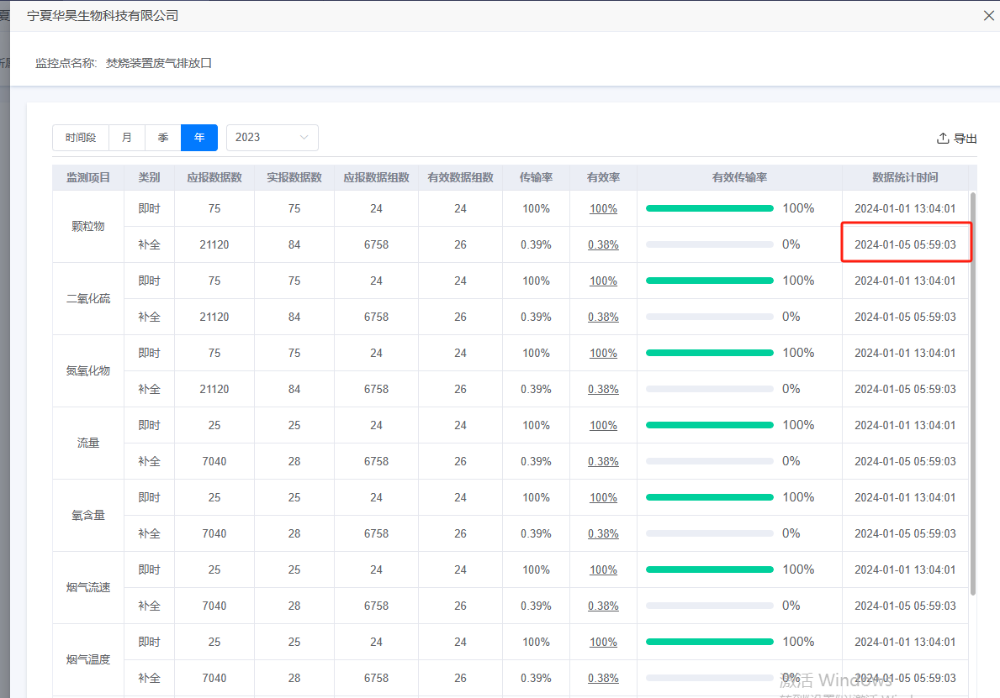 宁夏华昊生物科技有限公司
监控点名称: 焚烧装置废气排放口
时间段 月 季 年 2023 导出
监测项目 类别 应报数据数 实报数据数 应报数据组数 有效数据组数 传输率 有效率 有效传输率 数据统计时间
颗粒物 即时 75 75 24 24 100% 100% 100% 2024-01-01 13:04:01
补全 21120 84 6758 26 0.39% 0.38% 0% 2024-01-05 05:59:03
二氧化硫 即时 75 75 24 24 100% 100% 100% 2024-01-01 13:04:01
补全 21120 84 6758 26 0.39% 0.38% 0% 2024-01-05 05:59:03
氮氧化物 即时 75 75 24 24 100% 100% 100% 2024-01-01 13:04:01
补全 21120 84 6758 26 0.39% 0.38% 0% 2024-01-05 05:59:03
流量 即时 25 25 24 24 100% 100% 100% 2024-01-01 13:04:01
补全 7040 28 6758 26 0.39% 0.38% 0% 2024-01-05 05:59:03
氧含量 即时 25 25 24 24 100% 100% 100% 2024-01-01 13:04:01
补全 7040 28 6758 26 0.39% 0.38% 0% 2024-01-05 05:59:03
烟气流速 即时 25 25 24 24 100% 100% 100% 2024-01-01 13:04:01
补全 7040 28 6758 26 0.39% 0.38% 0% 2024-01-05 05:59:03
烟气温度 即时 25 25 24 24 100% 100% 100% 2024-01-01 13:04:01
补全 7040 28 6758 26 0.39% 0.38% 0% 2024-01-05 05:59:03
激活 Windows